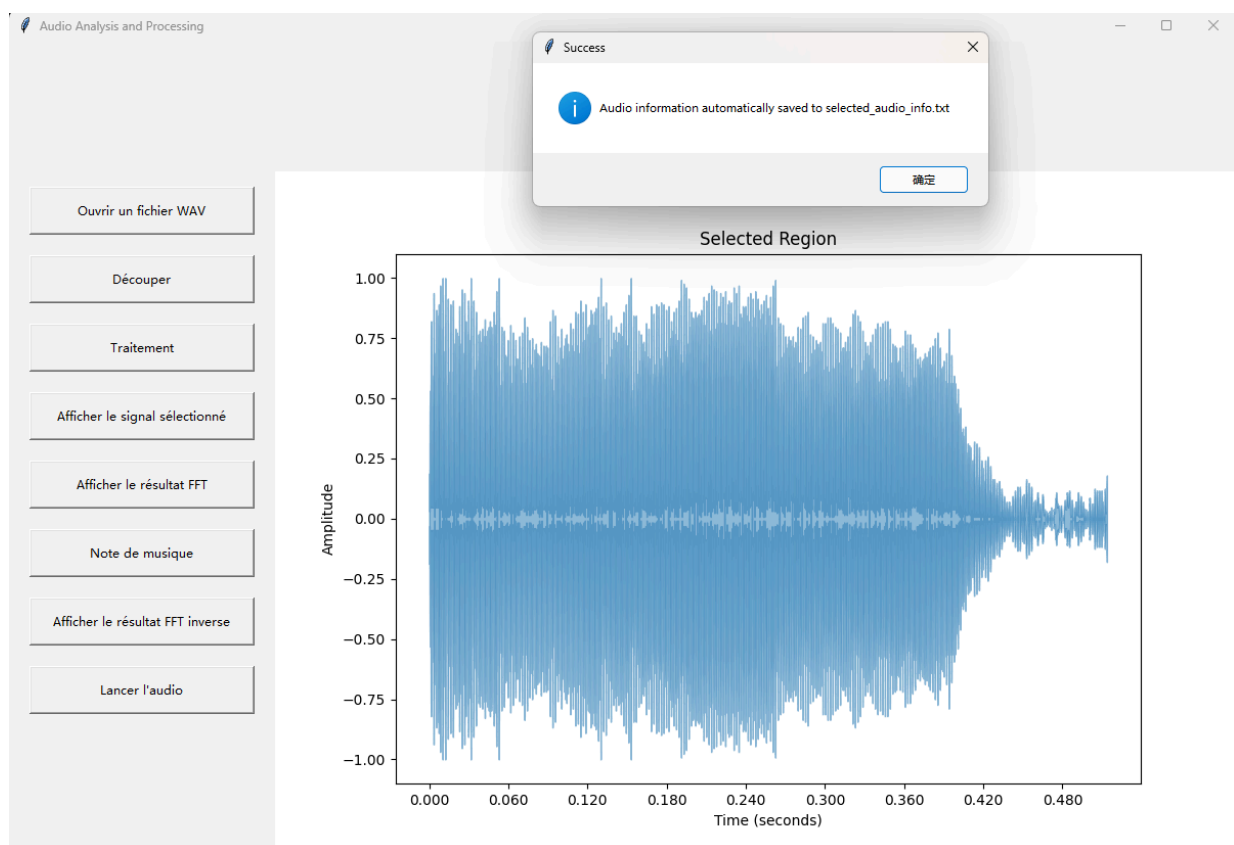 Audio Analysis and Processing
Success
Audio information automatically saved to selected_audio_info.txt
确定
Ouvrir un fichier WAV
Découper
Traitement
Afficher le signal sélectionné
Afficher le résultat FFT
Note de musique
Afficher le résultat FFT inverse
Lancer l'audio
Selected Region
Amplitude
1.00
0.75
0.50
0.25
0.00
−0.25
−0.50
−0.75
−1.00
0.000 0.060 0.120 0.180 0.240 0.300 0.360 0.420 0.480
Time (seconds)